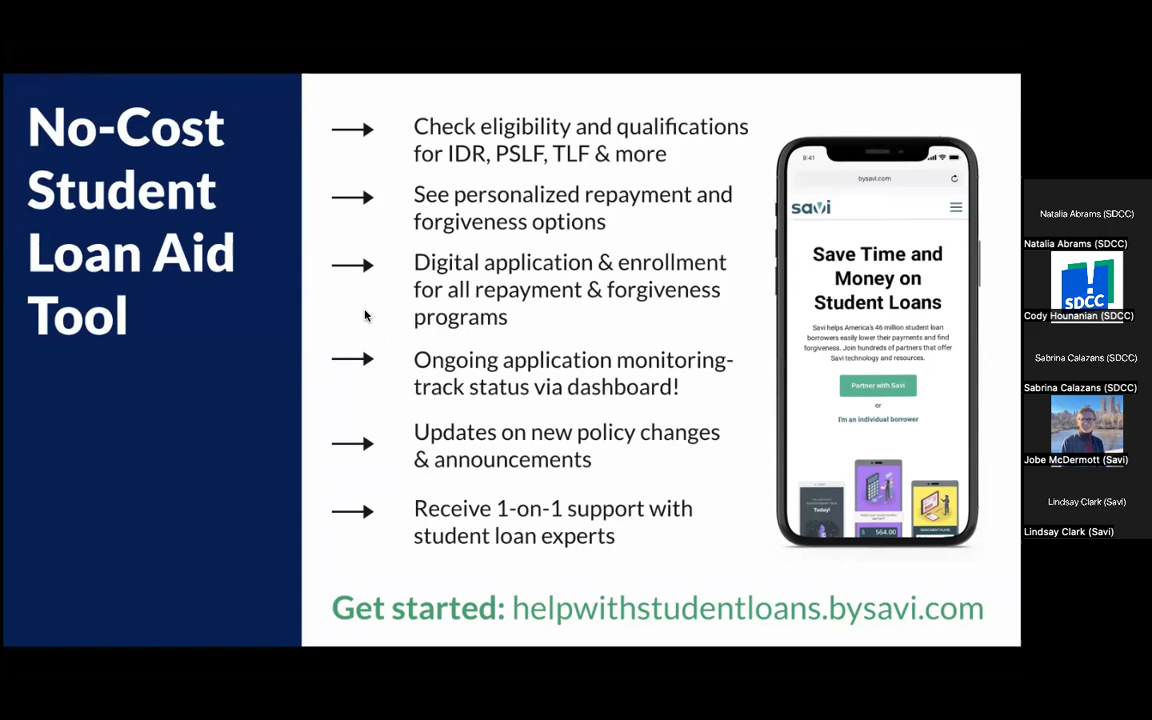 No-Cost
Student
Loan Aid
Tool
Check eligibility and qualifications
for IDR, PSLF, TLF & more
See personalized repayment and
forgiveness options
Digital application & enrollment
for all repayment & forgiveness
programs
Ongoing application monitoring-
track status via dashboard!
Updates on new policy changes
& announcements
Receive 1-on-1 support with
student loan experts
Get started: helpwithstudentloans.bysavi.com
9:41
bysavi.com
savi
Save Time and
Money on
Student Loans
Savi helps America's 46 million student loan
borrowers easily lower their payments and find
forgiveness. Join hundreds of partners that offer
Savi technology and resources.
Partner with Savi
or
I'm an individual borrower
Today!
$ 564.00
Natalia Abrams (SDCC)
Natalia Abrams (SDCC)
SDCC
Cody Hounanian (SDCC)
Sabrina Calazans (SDCC)
Sabrina Calazans (SDCC)
Jobe McDermott (Savi)
Lindsay Clark (Savi)
Lindsay Clark (Savi)